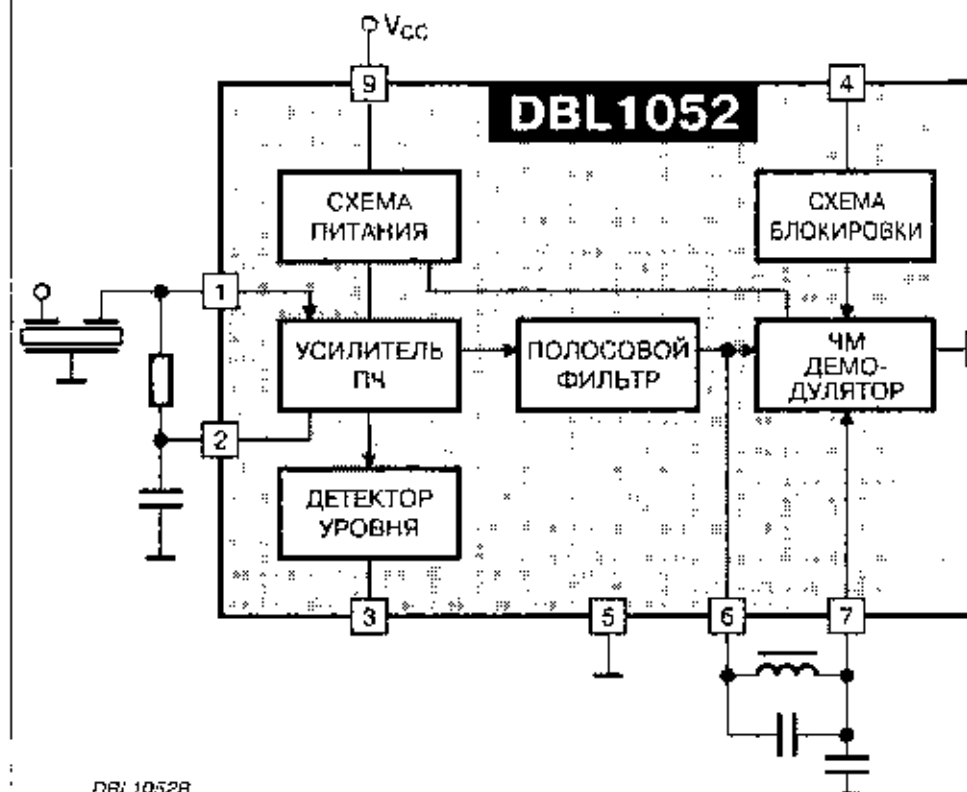 VCC
9
4
DBL1052
СХЕМА
ПИТАНИЯ
СХЕМА
БЛОКИРОВКИ
1
УСИЛИТЕЛЬ
ПЧ
ПОЛОСОВОЙ
ФИЛЬТР
ЧМ
ДЕМО-
ДУЛЯТОР
2
ДЕТЕКТОР
УРОВНЯ
3
5
6
7
DBL1052B